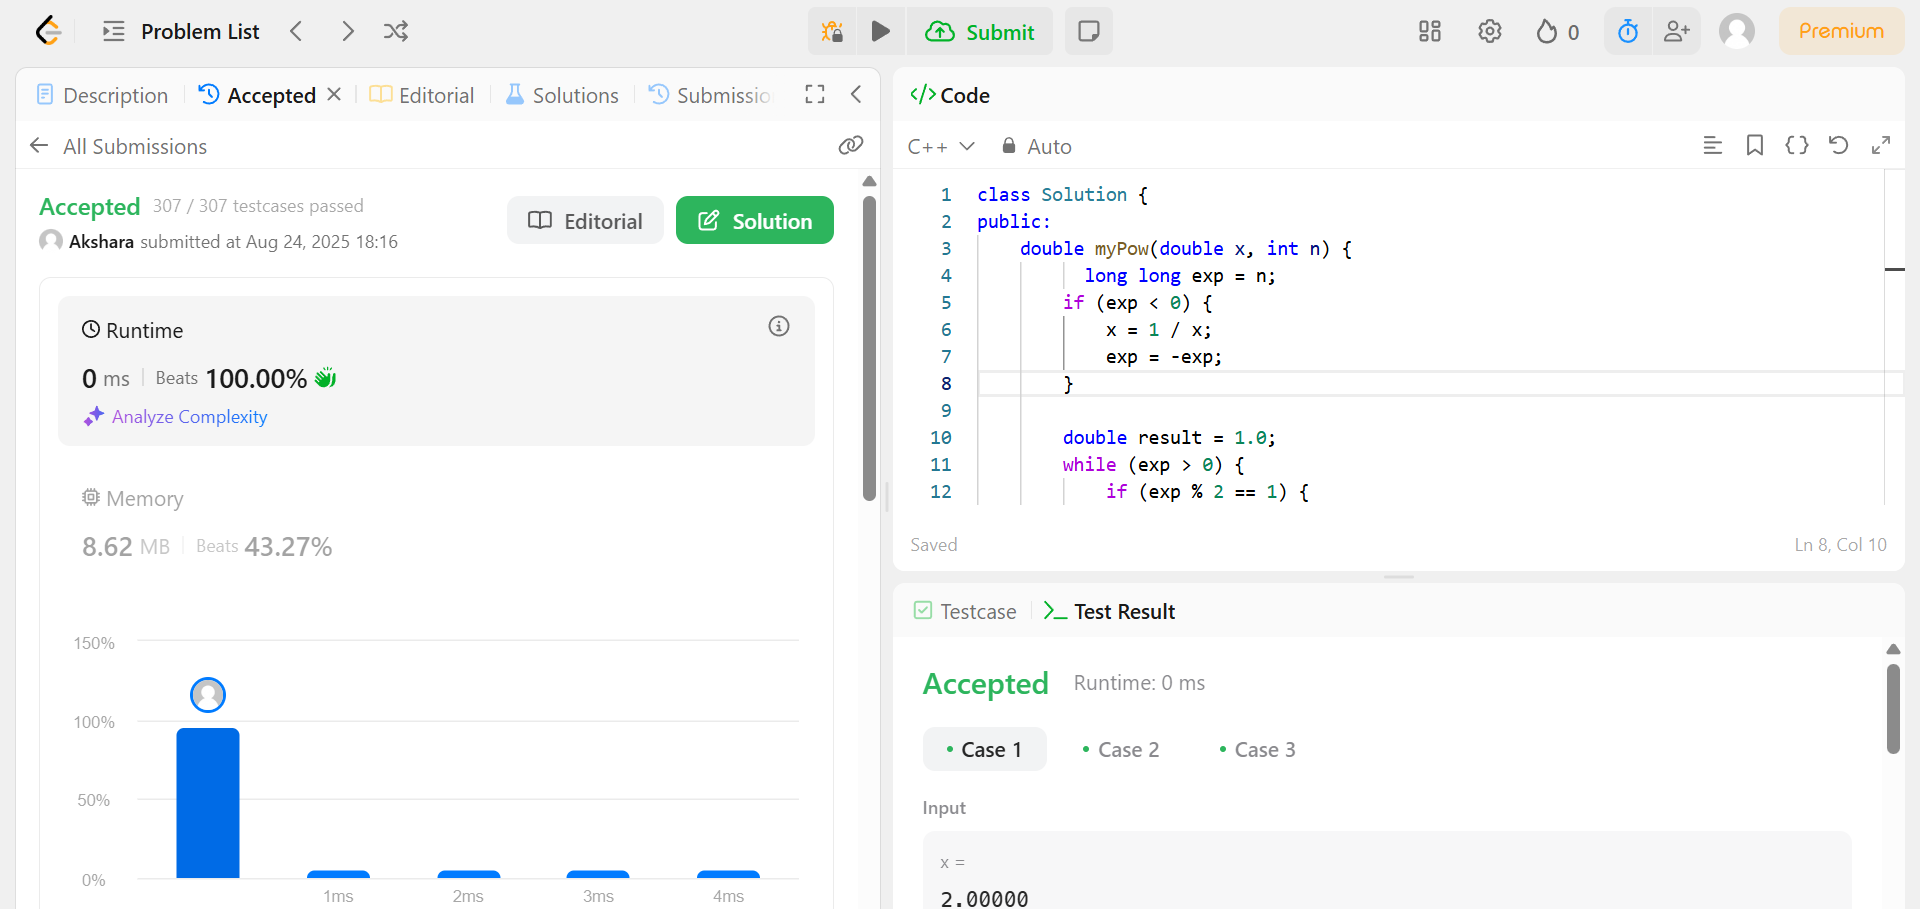 Problem List
Submit
0
Premium
Description
Accepted
Editorial
Solutions
Submissio
All Submissions
Accepted 307 / 307 testcases passed
Akshara submitted at Aug 24, 2025 18:16
Editorial
Solution
Runtime
0 ms Beats 100.00%
Analyze Complexity
Memory
8.62 MB Beats 43.27%
150%
100%
50%
0%
1ms 2ms 3ms 4ms
</> Code
C++ Auto
1 class Solution {
2 public:
3 double myPow(double x, int n) {
4 long long exp = n;
5 if (exp < 0) {
6 x = 1 / x;
7 exp = -exp;
8 }
9
10 double result = 1.0;
11 while (exp > 0) {
12 if (exp % 2 == 1) {
Saved
Ln 8, Col 10
Testcase
Test Result
Accepted Runtime: 0 ms
Case 1
Case 2
Case 3
Input
x =
2.00000